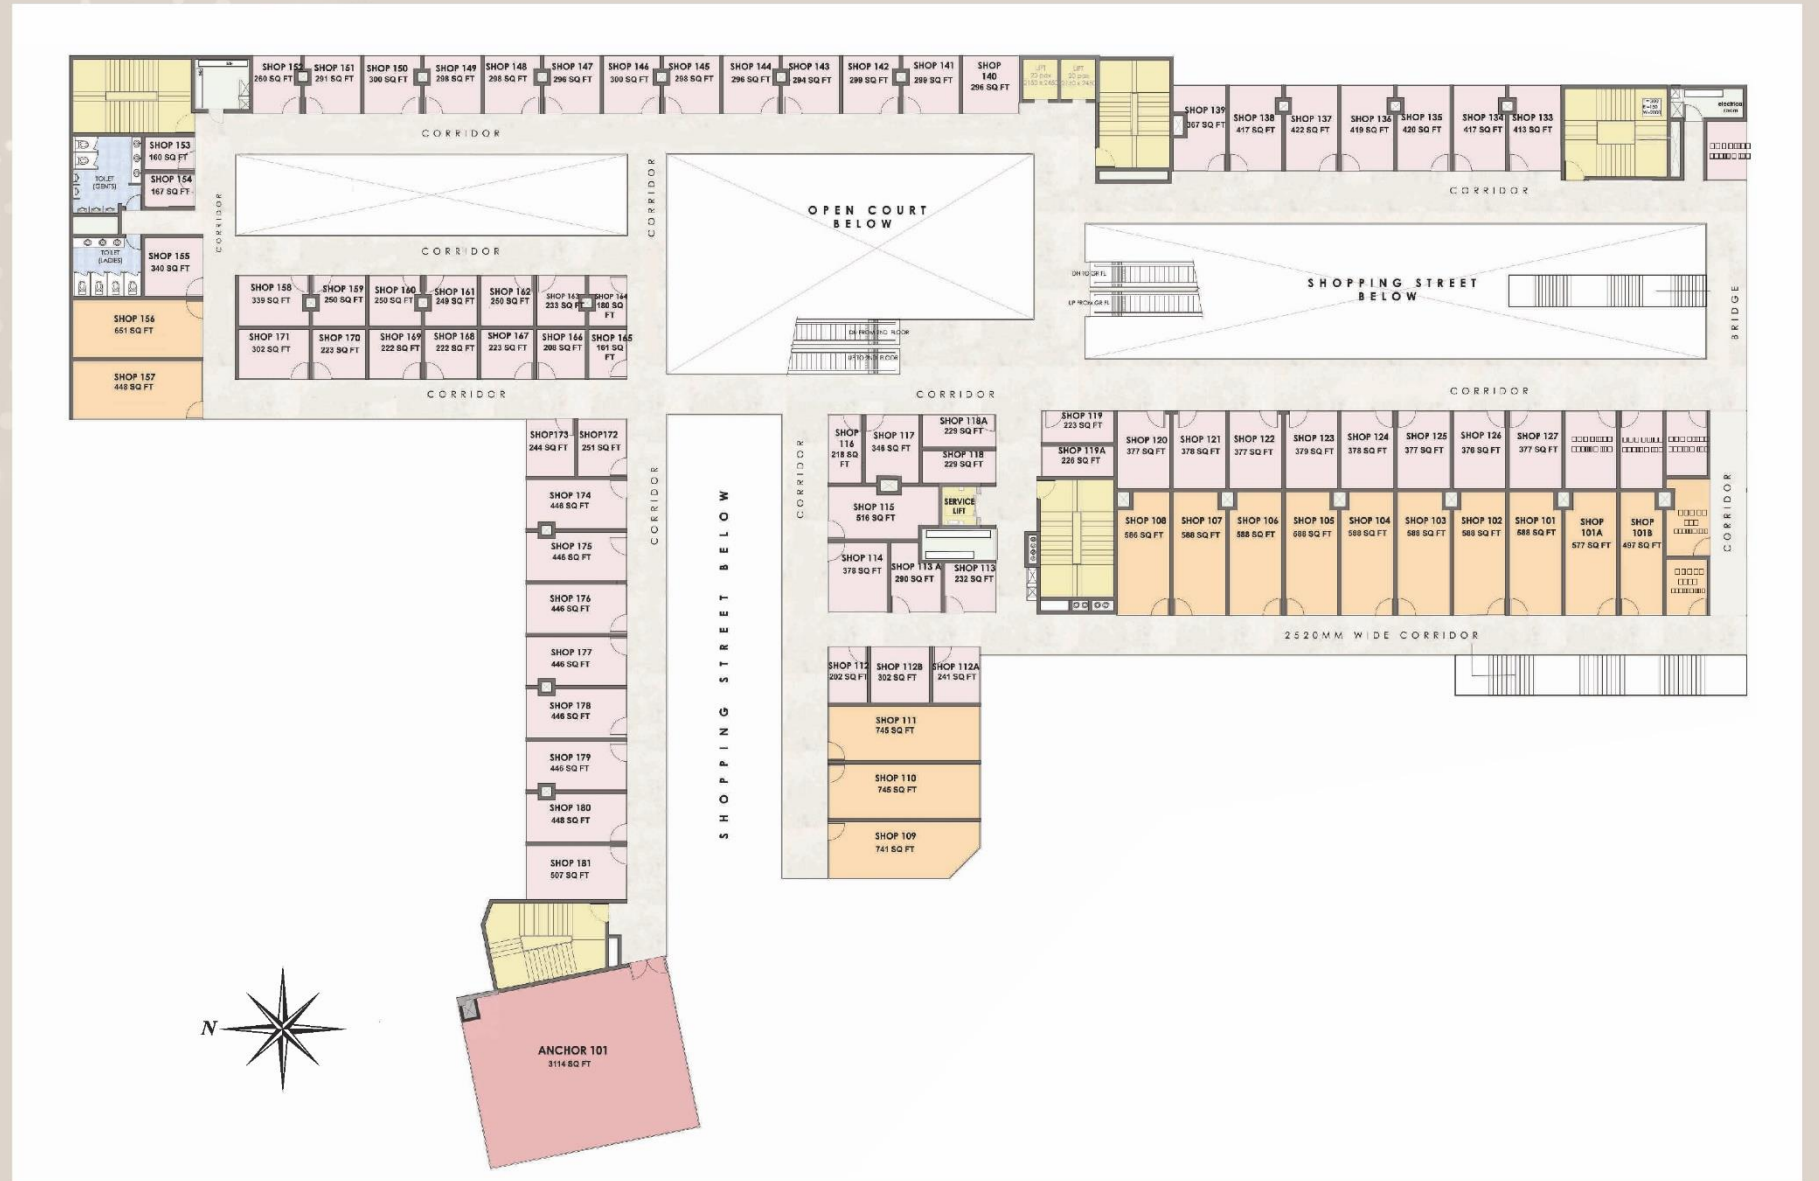 SHOP 152
260 SQ FT
SHOP 151
291 SQ FT
SHOP 150
300 SQ FT
SHOP 149
298 SQ FT
SHOP 148
298 SQ FT
SHOP 147
296 SQ FT
SHOP 146
300 SQ FT
SHOP 145
298 SQ FT
SHOP 144
296 SQ FT
SHOP 143
294 SQ FT
SHOP 142
299 SQ FT
SHOP 141
299 SQ FT
SHOP
140
296 SQ FT
LIFT
LIFT
SHOP 139
367 SQ FT
SHOP 138
417 SQ FT
SHOP 137
422 SQ FT
SHOP 136
419 SQ FT
SHOP 135
420 SQ FT
SHOP 134
417 SQ FT
SHOP 133
413 SQ FT
electrical
room
CORRIDOR
CORRIDOR
CORRIDOR
CORRIDOR
TOILET
(GENTS)
SHOP 153
160 SQ FT
SHOP 154
167 SQ FT
OPEN COURT
BELOW
CORRIDOR
TOILET
(LADIES)
SHOP 155
340 SQ FT
SHOPPING STREET
BELOW
BRIDGE
DN TO GR FL
UP FROM GR FL
SHOP 156
651 SQ FT
SHOP 157
448 SQ FT
SHOP 158
339 SQ FT
SHOP 159
250 SQ FT
SHOP 160
250 SQ FT
SHOP 161
249 SQ FT
SHOP 162
250 SQ FT
SHOP 163
233 SQ FT
SHOP 164
180 SQ
FT
SHOP 171
302 SQ FT
SHOP 170
223 SQ FT
SHOP 169
222 SQ FT
SHOP 168
222 SQ FT
SHOP 167
223 SQ FT
SHOP 166
208 SQ FT
SHOP 165
161 SQ
FT
CORRIDOR
CORRIDOR
CORRIDOR
SHOP173
244 SQ FT
SHOP172
251 SQ FT
SHOP 174
446 SQ FT
SHOP 175
446 SQ FT
SHOP 176
446 SQ FT
SHOP 177
446 SQ FT
SHOP 178
446 SQ FT
SHOP 179
446 SQ FT
SHOP 180
448 SQ FT
SHOP 181
507 SQ FT
CORRIDOR
SHOPPING STREET BELOW
CORRIDOR
SHOP
116
218 SQ
FT
SHOP 117
346 SQ FT
SHOP 118A
229 SQ FT
SHOP 118
229 SQ FT
SHOP 115
516 SQ FT
SERVICE
LIFT
SHOP 114
378 SQ FT
SHOP 113 A
290 SQ FT
SHOP 113
232 SQ FT
SHOP 119
223 SQ FT
SHOP 119A
226 SQ FT
SHOP 120
377 SQ FT
SHOP 121
378 SQ FT
SHOP 122
377 SQ FT
SHOP 123
379 SQ FT
SHOP 124
378 SQ FT
SHOP 125
377 SQ FT
SHOP 126
376 SQ FT
SHOP 127
377 SQ FT
SHOP 108
586 SQ FT
SHOP 107
588 SQ FT
SHOP 106
588 SQ FT
SHOP 105
588 SQ FT
SHOP 104
588 SQ FT
SHOP 103
588 SQ FT
SHOP 102
588 SQ FT
SHOP 101
588 SQ FT
SHOP
101A
577 SQ FT
SHOP
101B
497 SQ FT
CORRIDOR
2520MM WIDE CORRIDOR
SHOP 112
292 SQ FT
SHOP 112B
302 SQ FT
SHOP 112A
241 SQ FT
SHOP 111
745 SQ FT
SHOP 110
745 SQ FT
SHOP 109
741 SQ FT
N
ANCHOR 101
3114 SQ FT